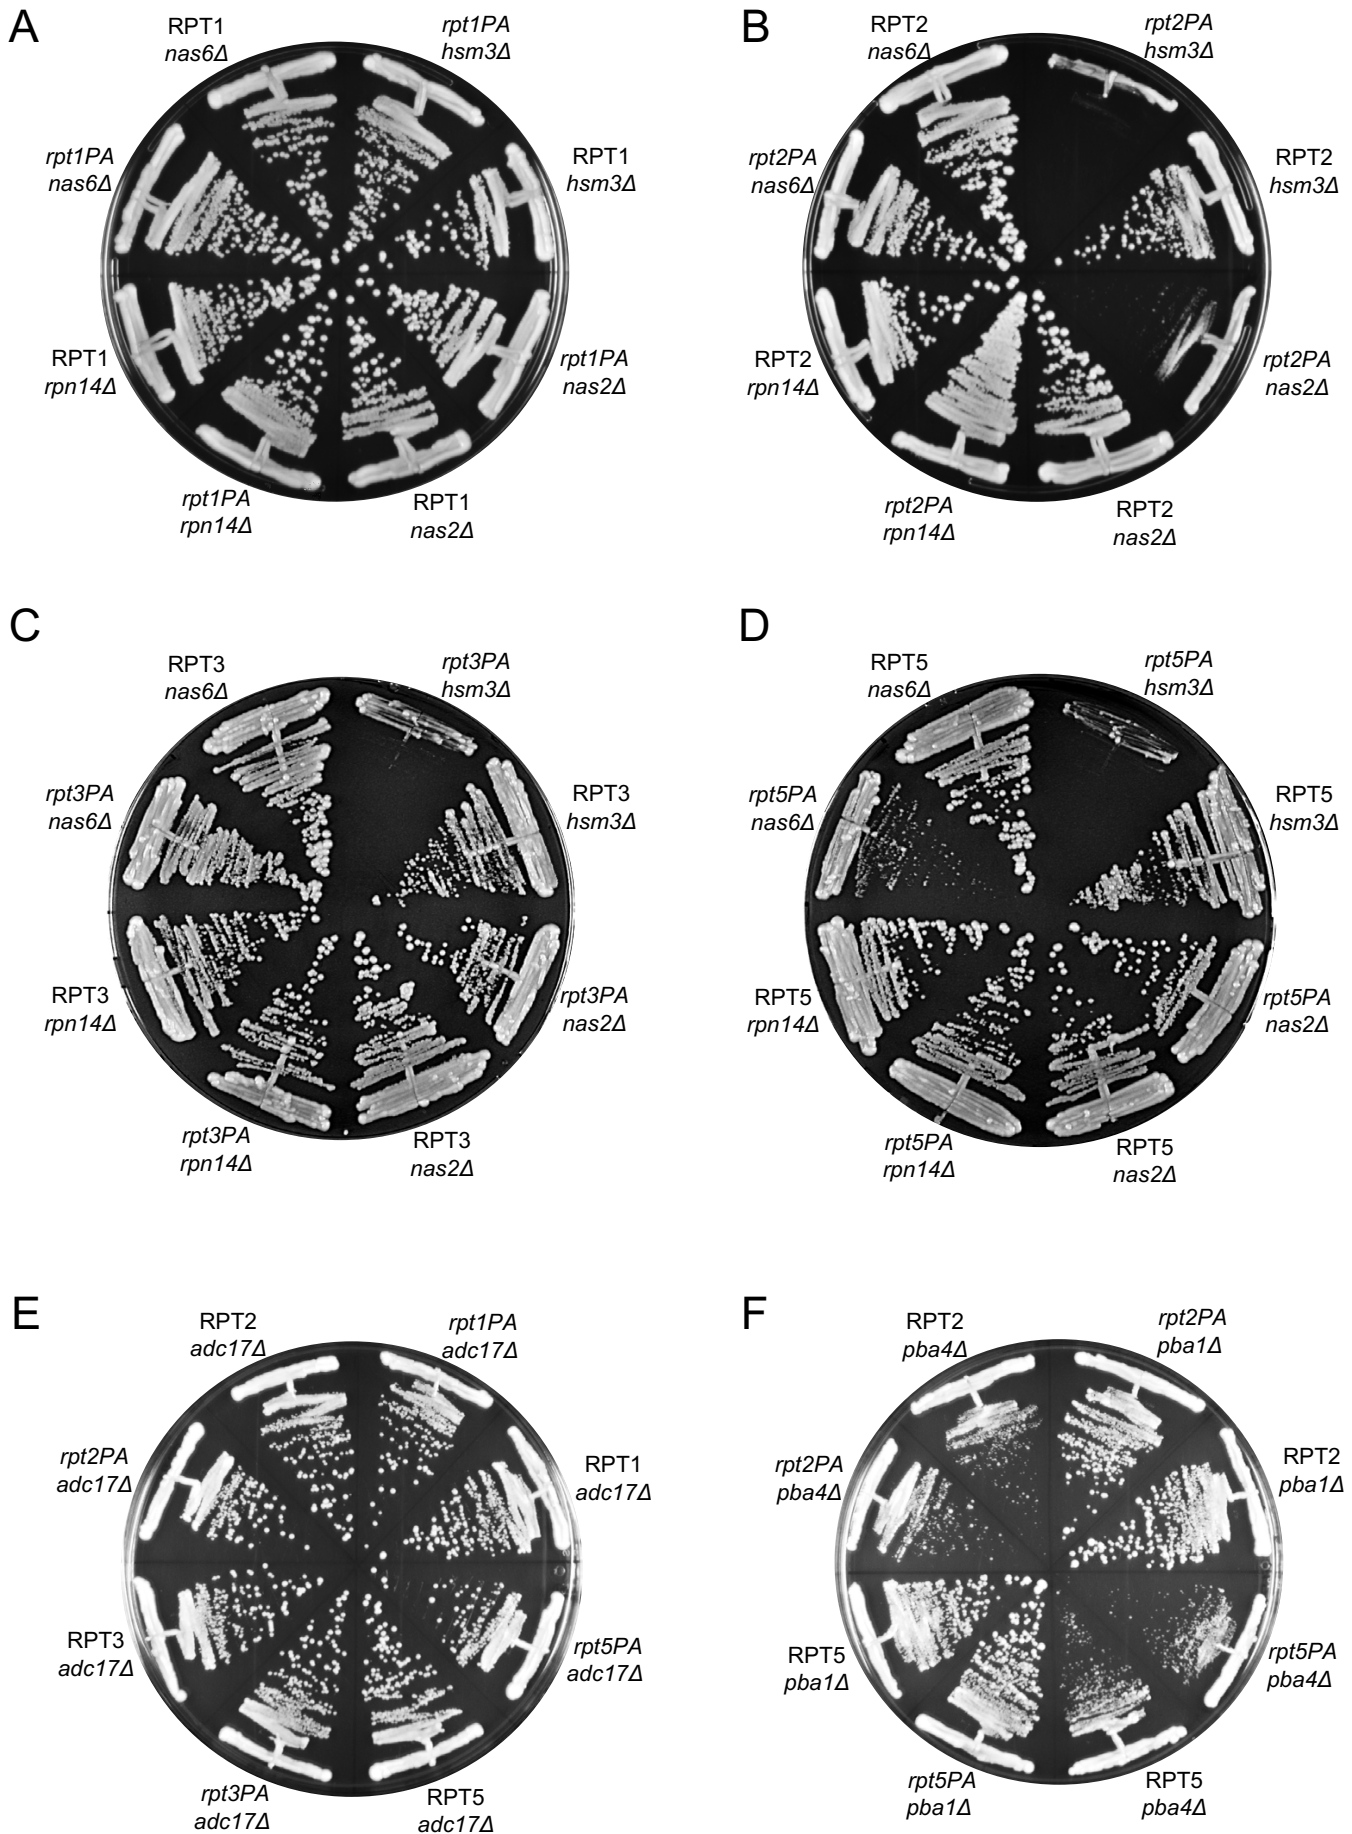 A
RPT1
nas6Δ
rpt1PA
hsm3Δ
rpt1PA
nas6Δ
RPT1
hsm3Δ
RPT1
rpn14Δ
rpt1PA
nas2Δ
rpt1PA
rpn14Δ
RPT1
nas2Δ
B
RPT2
nas6Δ
rpt2PA
hsm3Δ
rpt2PA
nas6Δ
RPT2
hsm3Δ
RPT2
rpn14Δ
rpt2PA
nas2Δ
rpt2PA
rpn14Δ
RPT2
nas2Δ
C
RPT3
nas6Δ
rpt3PA
hsm3Δ
rpt3PA
nas6Δ
RPT3
hsm3Δ
RPT3
rpn14Δ
rpt3PA
nas2Δ
rpt3PA
rpn14Δ
RPT3
nas2Δ
D
RPT5
nas6Δ
rpt5PA
hsm3Δ
rpt5PA
nas6Δ
RPT5
hsm3Δ
RPT5
rpn14Δ
rpt5PA
nas2Δ
rpt5PA
rpn14Δ
RPT5
nas2Δ
E
RPT2
adc17Δ
rpt1PA
adc17Δ
rpt2PA
adc17Δ
RPT1
adc17Δ
RPT3
adc17Δ
rpt5PA
adc17Δ
rpt3PA
adc17Δ
RPT5
adc17Δ
F
RPT2
pba4Δ
rpt2PA
pba1Δ
rpt2PA
pba4Δ
RPT2
pba1Δ
RPT5
pba1Δ
rpt5PA
pba4Δ
rpt5PA
pba1Δ
RPT5
pba4Δ